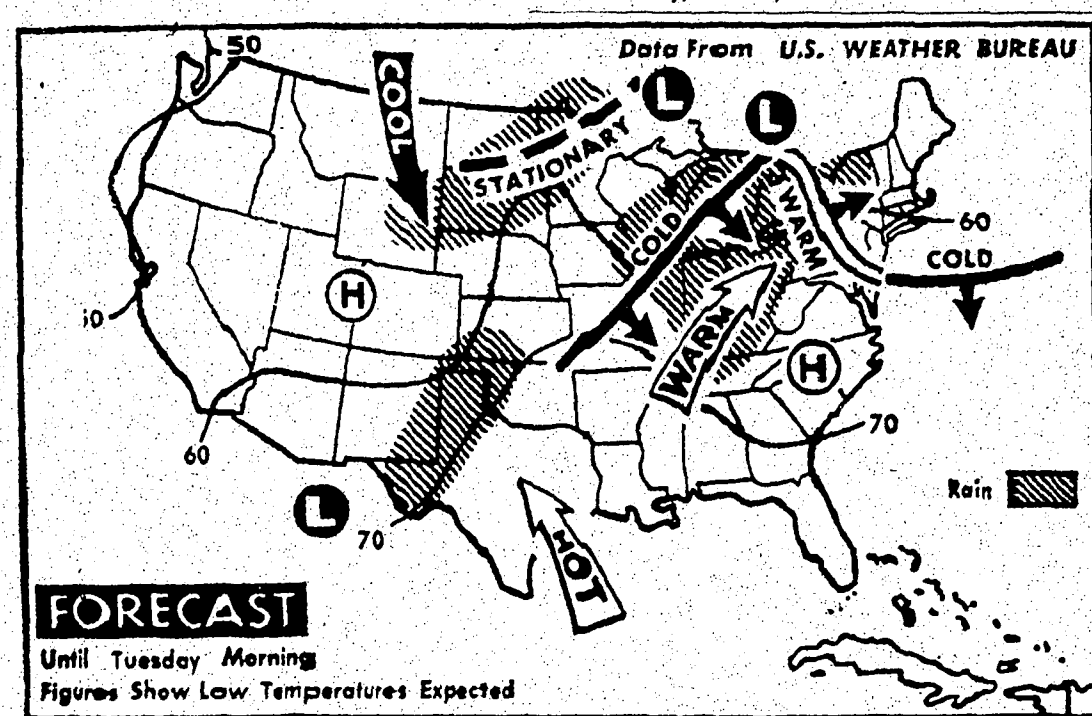 50
Data From U.S. WEATHER BUREAU
COOL
L
L
STATIONARY
COLD
WARM
60
COLD
H
WARM
H
60
70
Rain
L
70
HOT
FORECAST
Until Tuesday Morning
Figures Show Low Temperatures Expected